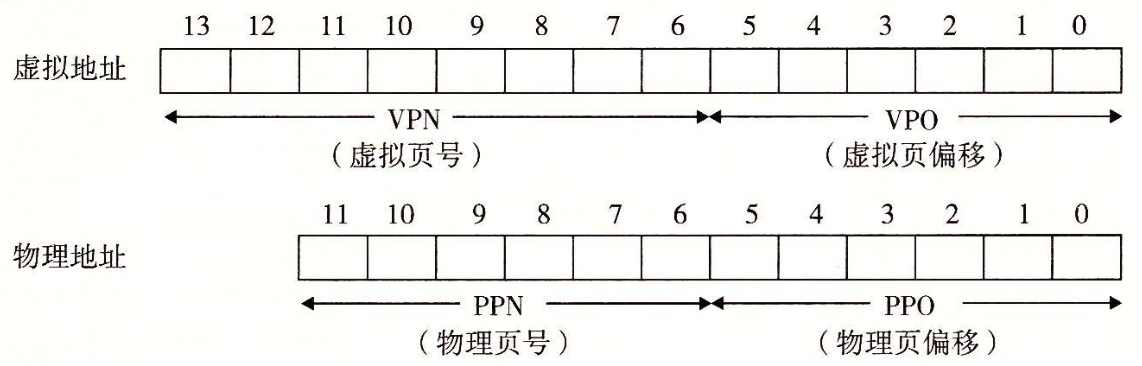 13 12 11 10 9 8 7 6 5 4 3 2 1 0
虚拟地址
VPN VPO
（虚拟页号） （虚拟页偏移）
11 10 9 8 7 6 5 4 3 2 1 0
物理地址
PPN PPO
（物理页号） （物理页偏移）